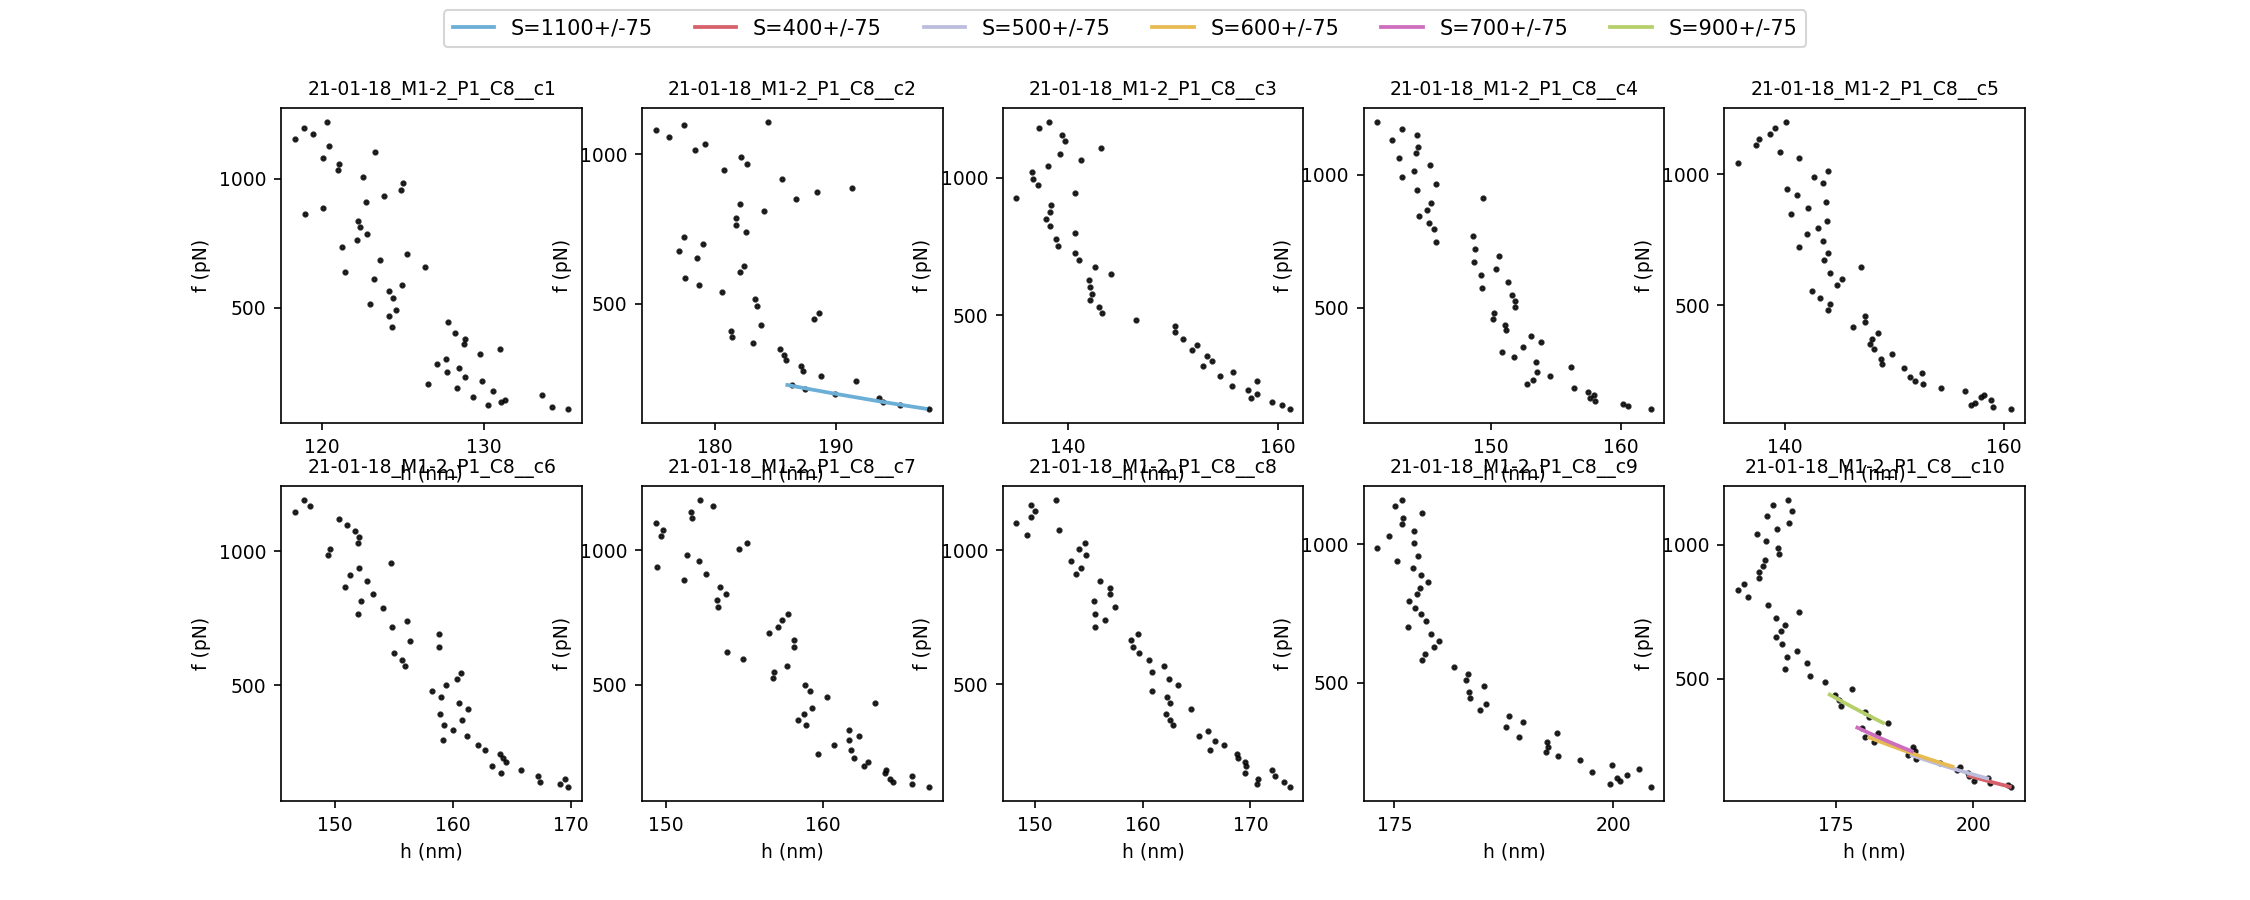 S=1100+/-75 S=400+/-75 S=500+/-75 S=600+/-75 S=700+/-75 S=900+/-75
21-01-18_M1-2_P1_C8__c1 21-01-18_M1-2_P1_C8__c2 21-01-18_M1-2_P1_C8__c3 21-01-18_M1-2_P1_C8__c4 21-01-18_M1-2_P1_C8__c5
1000 1000 1000 1000 1000
f (pN) f (pN) f (pN) f (pN) f (pN)
500 500 500 500 500
120 130 180 190 140 160 150 160 140 160
h (nm) h (nm) h (nm) h (nm) h (nm)
21-01-18_M1-2_P1_C8__c6 21-01-18_M1-2_P1_C8__c7 21-01-18_M1-2_P1_C8__c8 21-01-18_M1-2_P1_C8__c9 21-01-18_M1-2_P1_C8__c10
1000 1000 1000 1000 1000
f (pN) f (pN) f (pN) f (pN) f (pN)
500 500 500 500 500
150 160 170 150 160 150 160 170 175 200 175 200
h (nm) h (nm) h (nm) h (nm) h (nm)